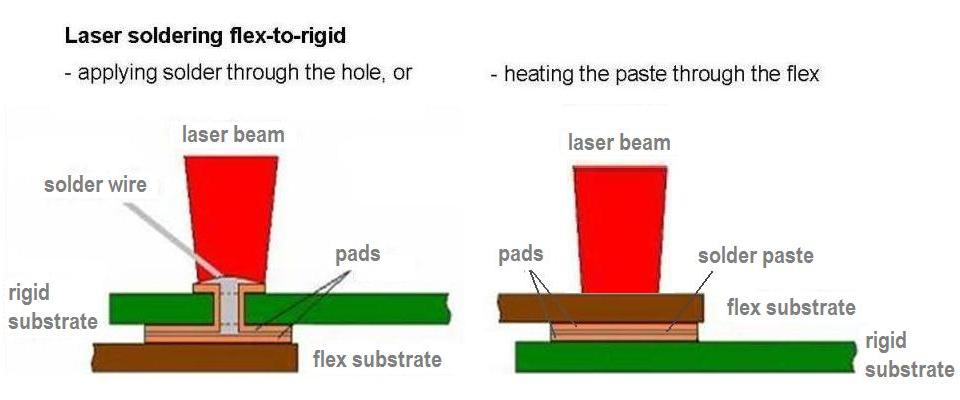 Laser soldering flex-to-rigid
- applying solder through the hole, or
- heating the paste through the flex
laser beam
solder wire
pads
rigid
substrate
flex substrate
laser beam
pads
solder paste
flex substrate
rigid
substrate